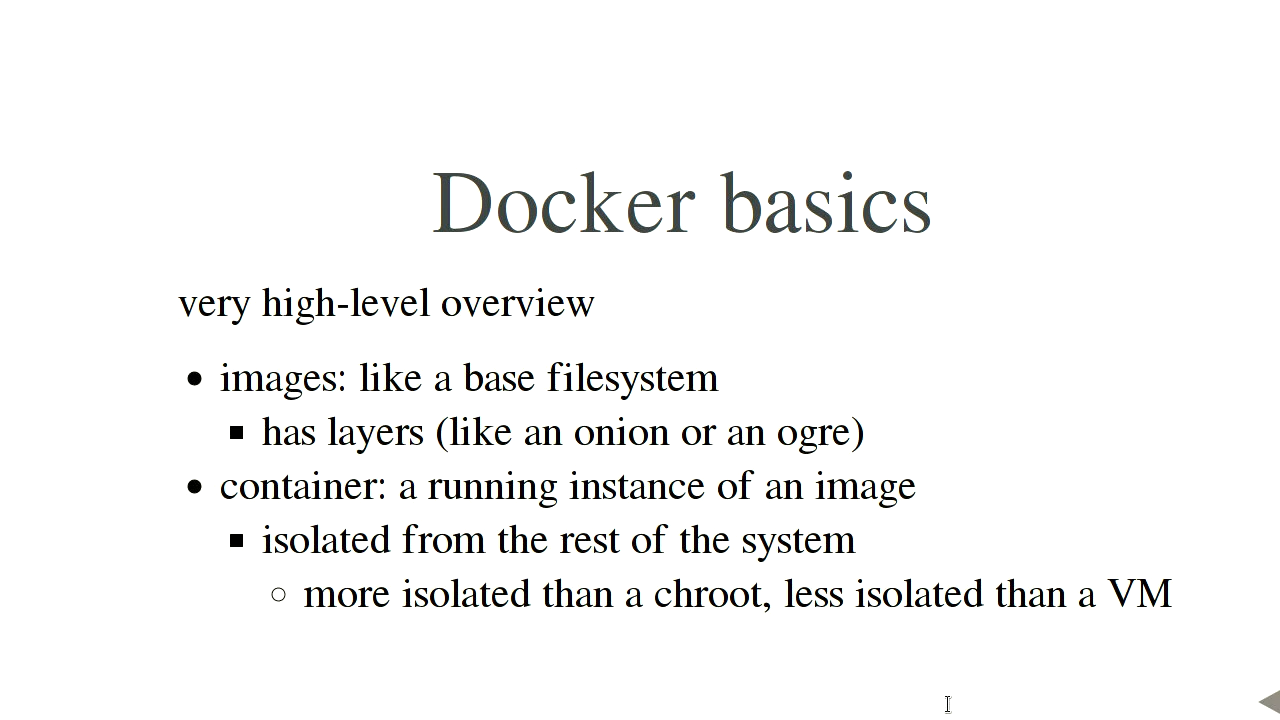 Docker basics
very high-level overview
images: like a base filesystem
has layers (like an onion or an ogre)
container: a running instance of an image
isolated from the rest of the system
more isolated than a chroot, less isolated than a VM